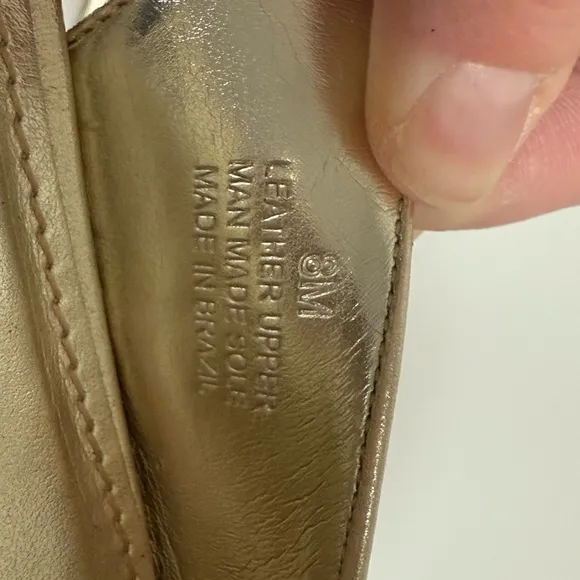 8M
LEATHER UPPER
MAN MADE SOLE
MADE IN BRAZIL